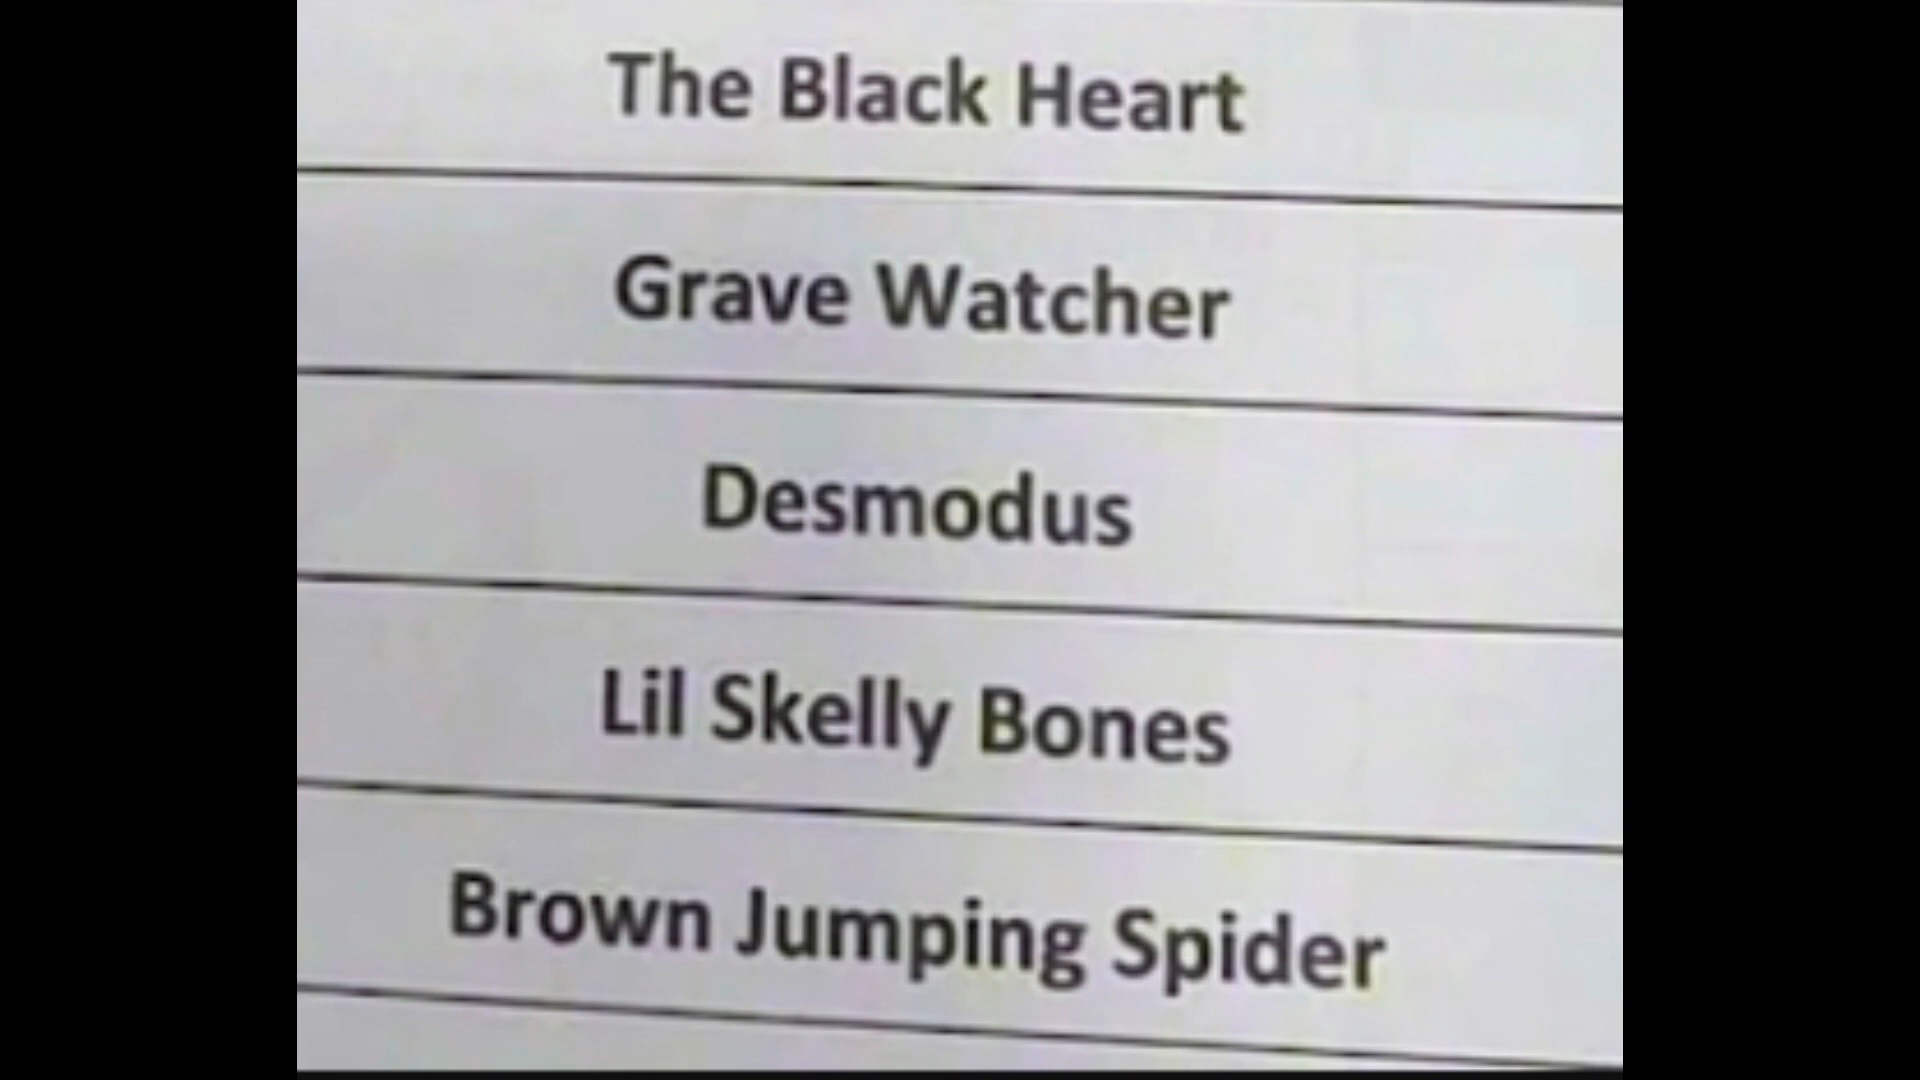 The Black Heart
Grave Watcher
Desmodus
Lil Skelly Bones
Brown Jumping Spider